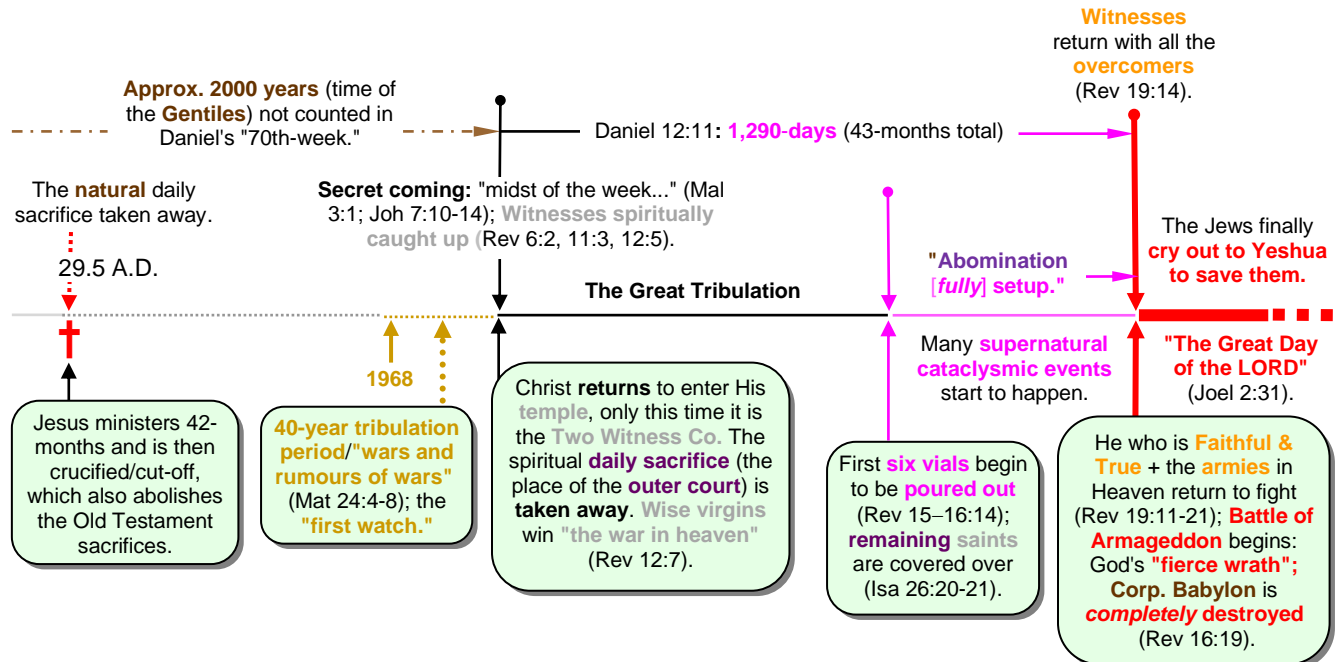 Witnesses
return with all the
overcomers
(Rev 19:14).
Approx. 2000 years (time of
the Gentiles) not counted in
Daniel's "70th-week."
Daniel 12:11: 1,290-days (43-months total)
The natural daily
sacrifice taken away.
29.5 A.D.
Secret coming: "midst of the week..." (Mal
3:1; Joh 7:10-14); Witnesses spiritually
caught up (Rev 6:2, 11:3, 12:5).
The Great Tribulation
"Abomination
[fully] setup."
The Jews finally
cry out to Yeshua
to save them.
1968
Many supernatural
cataclysmic events
start to happen.
"The Great Day
of the LORD"
(Joel 2:31).
Jesus ministers 42-
months and is then
crucified/cut-off,
which also abolishes
the Old Testament
sacrifices.
40-year tribulation
period/"wars and
rumours of wars"
(Mat 24:4-8); the
"first watch."
Christ returns to enter His
temple, only this time it is
the Two Witness Co. The
spiritual daily sacrifice (the
place of the outer court) is
taken away. Wise virgins
win "the war in heaven"
(Rev 12:7).
First six vials begin
to be poured out
(Rev 15–16:14);
remaining saints
are covered over
(Isa 26:20-21).
He who is Faithful &
True + the armies in
Heaven return to fight
(Rev 19:11-21); Battle of
Armageddon begins:
God's "fierce wrath";
Corp. Babylon is
completely destroyed
(Rev 16:19).